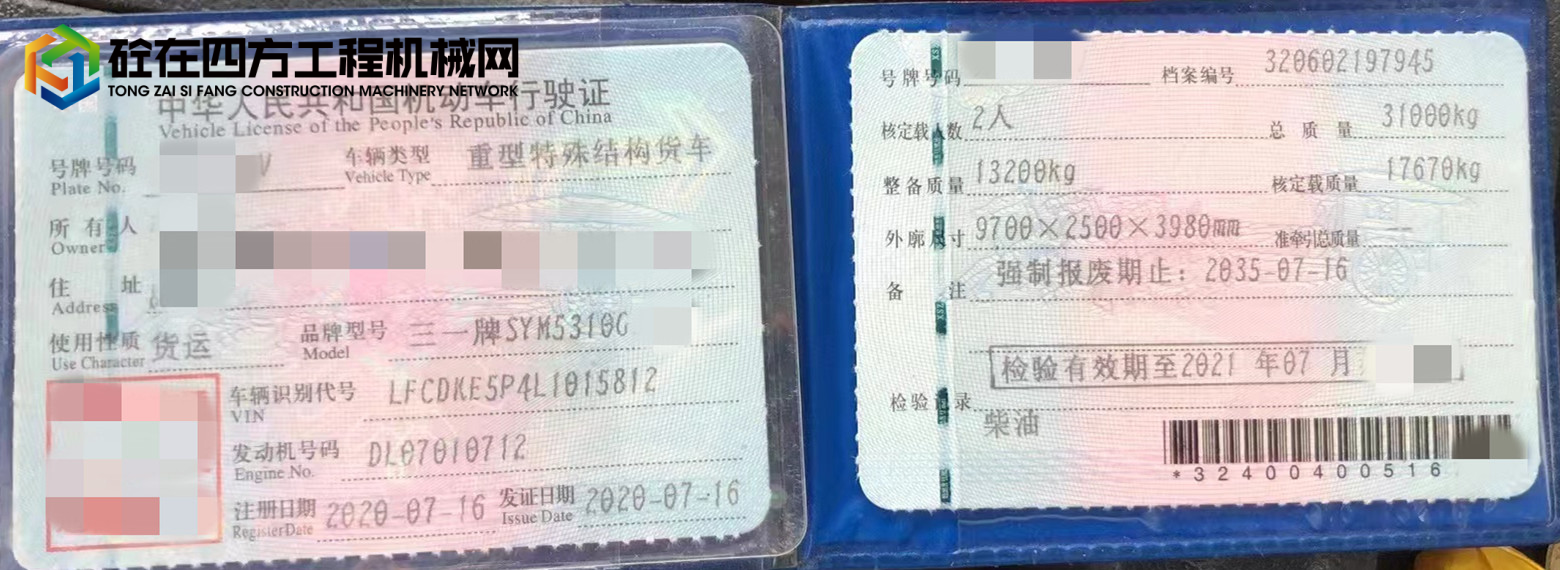 砼在四方工程机械网
TONG ZAI SI FANG CONSTRUCTION MACHINERY NETWORK
中华人民共和国机动车行驶证
Vehicle License of the People's Republic of China
号牌号码 车辆类型 重型特殊结构货车
Plate No. Vehicle Type
所有人
Owner
住址
Address
使用性质 货运 品牌型号 三一牌SYM5310G
Use Character Model
车辆识别代号 LFCDKE5P4L1015812
VIN
发动机号码 DL07010712
Engine No.
注册日期 2020-07-16 发证日期 2020-07-16
Register Date Issue Date
号牌号码 档案编号 320602197945
核定载人数 2人 总质量 31000kg
整备质量 13200kg 核定载质量 17670kg
外廓尺寸 9700×2500×3980mm 准牵引总质量 --
备注 强制报废期止：2035-07-16
检验有效期至2021 年07 月
检验记录
柴油
*32400400516